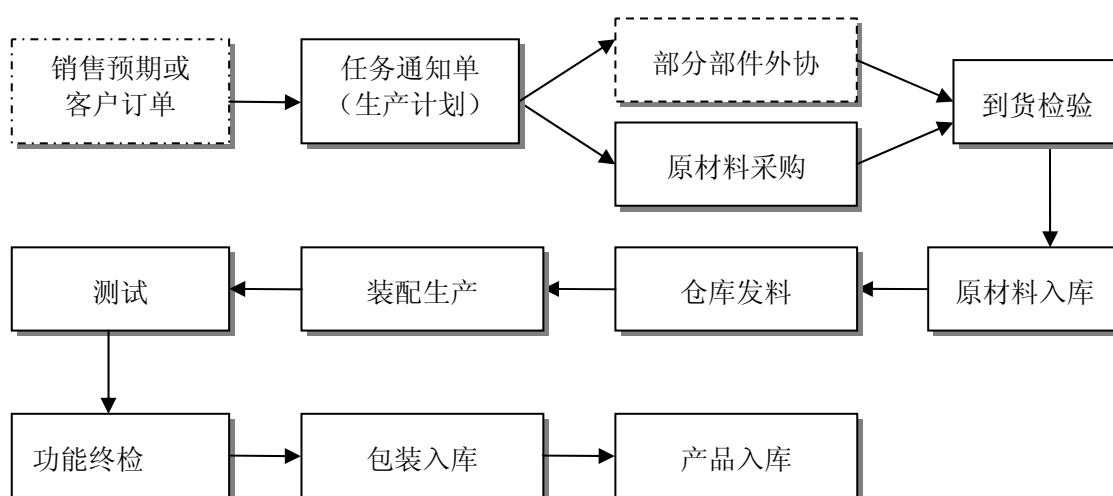 销售预期或
客户订单
任务通知单
（生产计划）
部分部件外协
原材料采购
到货检验
测试
装配生产
仓库发料
原材料入库
功能终检
包装入库
产品入库